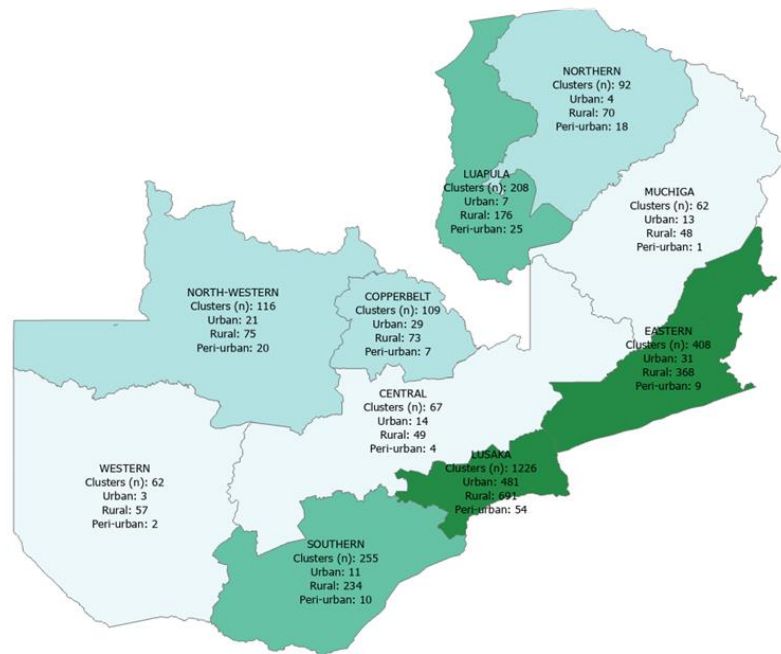 NORTHERN
Clusters (n): 92
Urban: 4
Rural: 70
Peri-urban: 18
LUAPULA
Clusters (n): 208
Urban: 7
Rural: 176
Peri-urban: 25
MUCHIGA
Clusters (n): 62
Urban: 13
Rural: 48
Peri-urban: 1
NORTH-WESTERN
Clusters (n): 116
Urban: 21
Rural: 75
Peri-urban: 20
COPPERBELT
Clusters (n): 109
Urban: 29
Rural: 73
Peri-urban: 7
EASTERN
Clusters (n): 408
Urban: 31
Rural: 368
Peri-urban: 9
CENTRAL
Clusters (n): 67
Urban: 14
Rural: 49
Peri-urban: 4
WESTERN
Clusters (n): 62
Urban: 3
Rural: 57
Peri-urban: 2
LUSAKA
Clusters (n): 1226
Urban: 481
Rural: 691
Peri-urban: 54
SOUTHERN
Clusters (n): 255
Urban: 11
Rural: 234
Peri-urban: 10